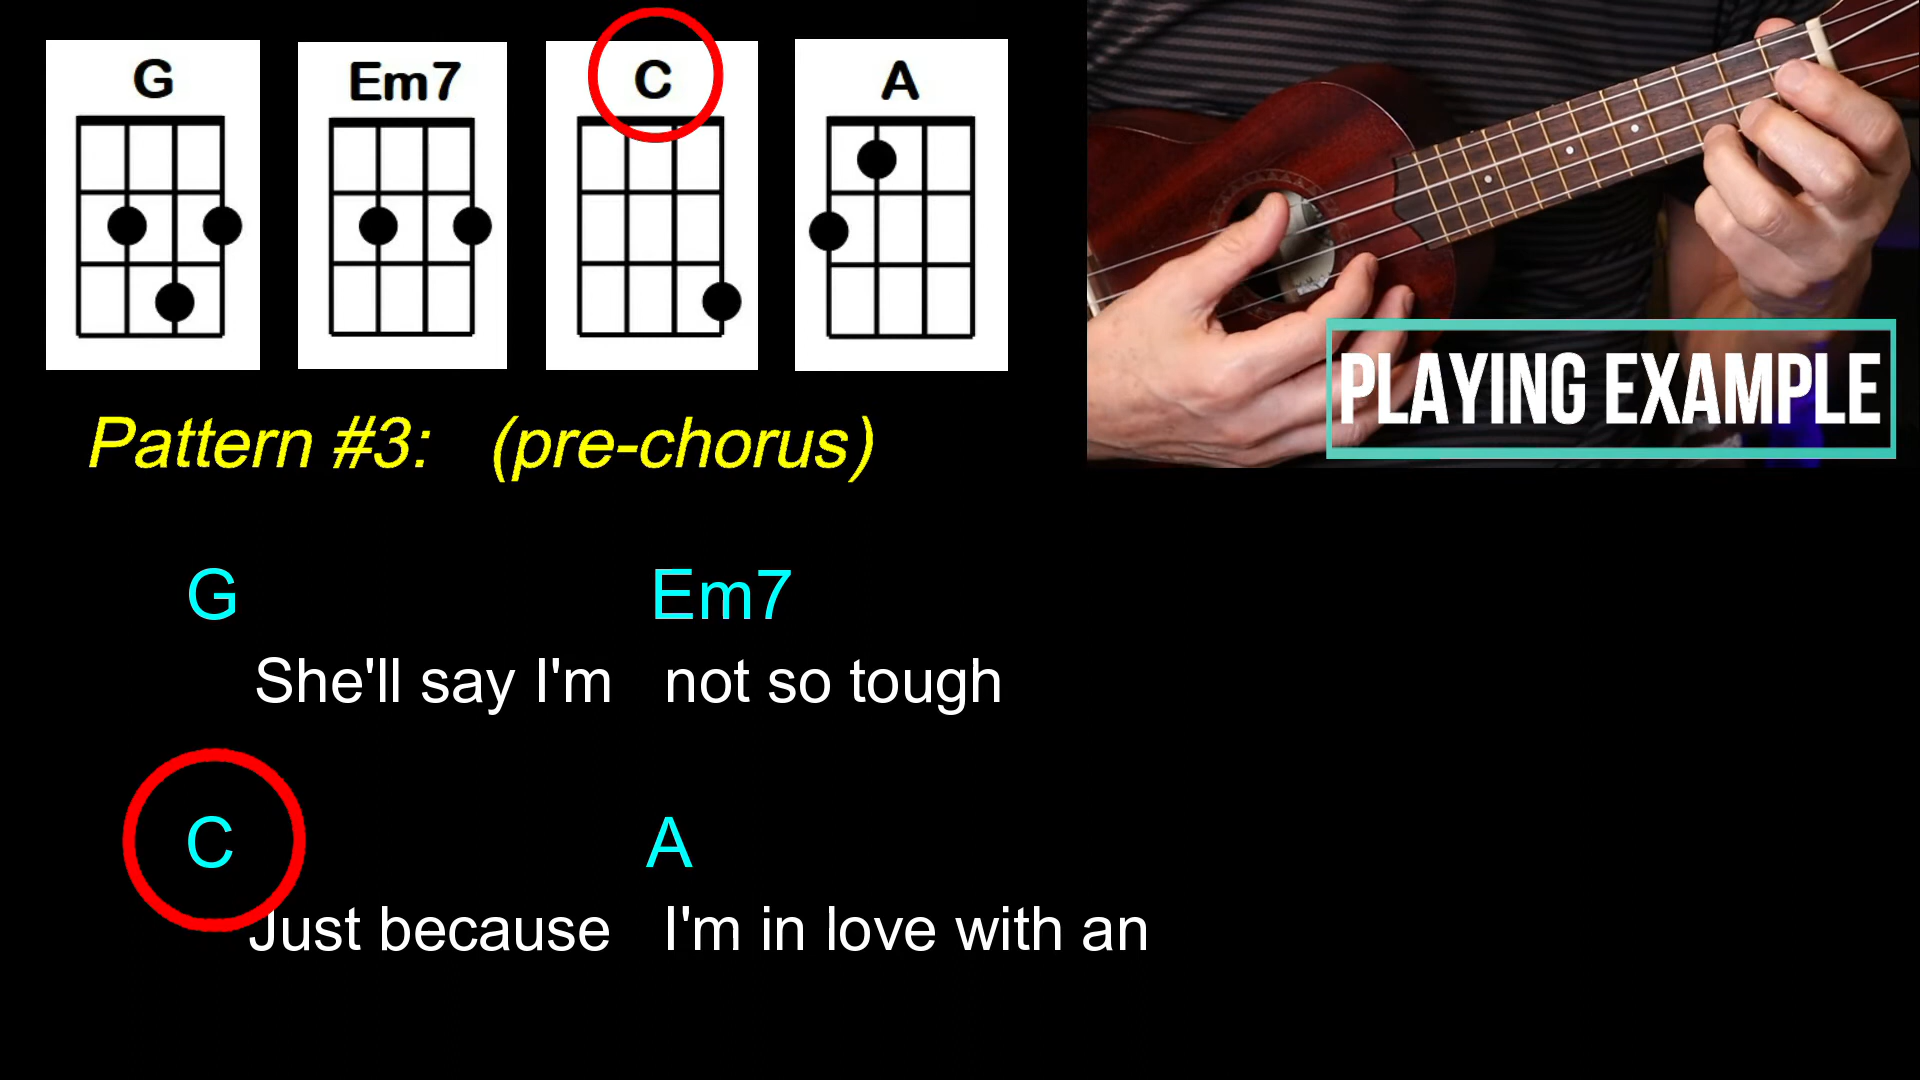 G Em7 C A
PLAYING EXAMPLE
Pattern #3: (pre-chorus)
G Em7
She'll say I'm not so tough
C A
Just because I'm in love with an